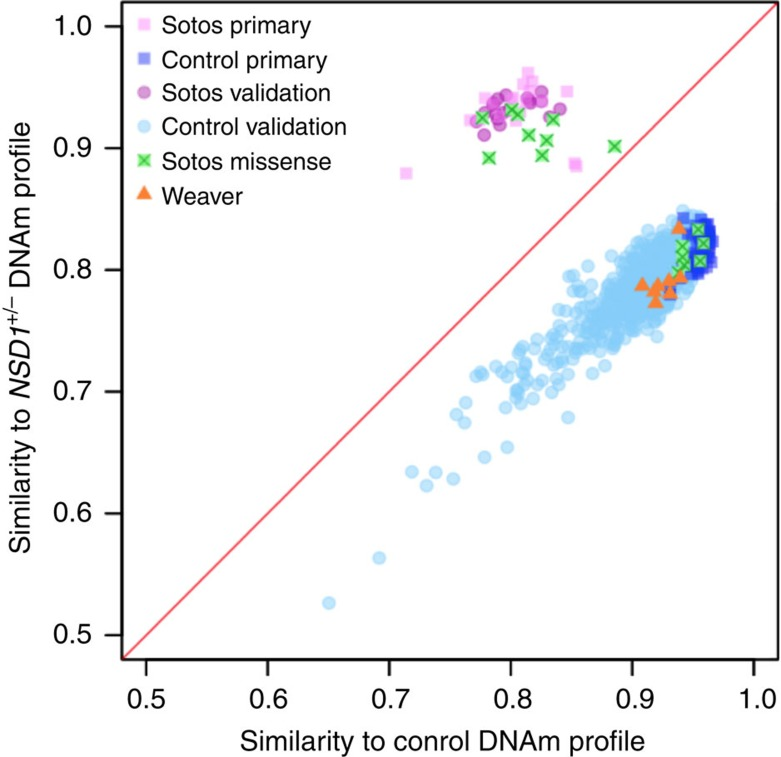 Sotos primary
Control primary
Sotos validation
Control validation
Sotos missense
Weaver
Similarity to NSD1+/− DNAm profile
1.0
0.9
0.8
0.7
0.6
0.5
0.5 0.6 0.7 0.8 0.9 1.0
Similarity to conrol DNAm profile